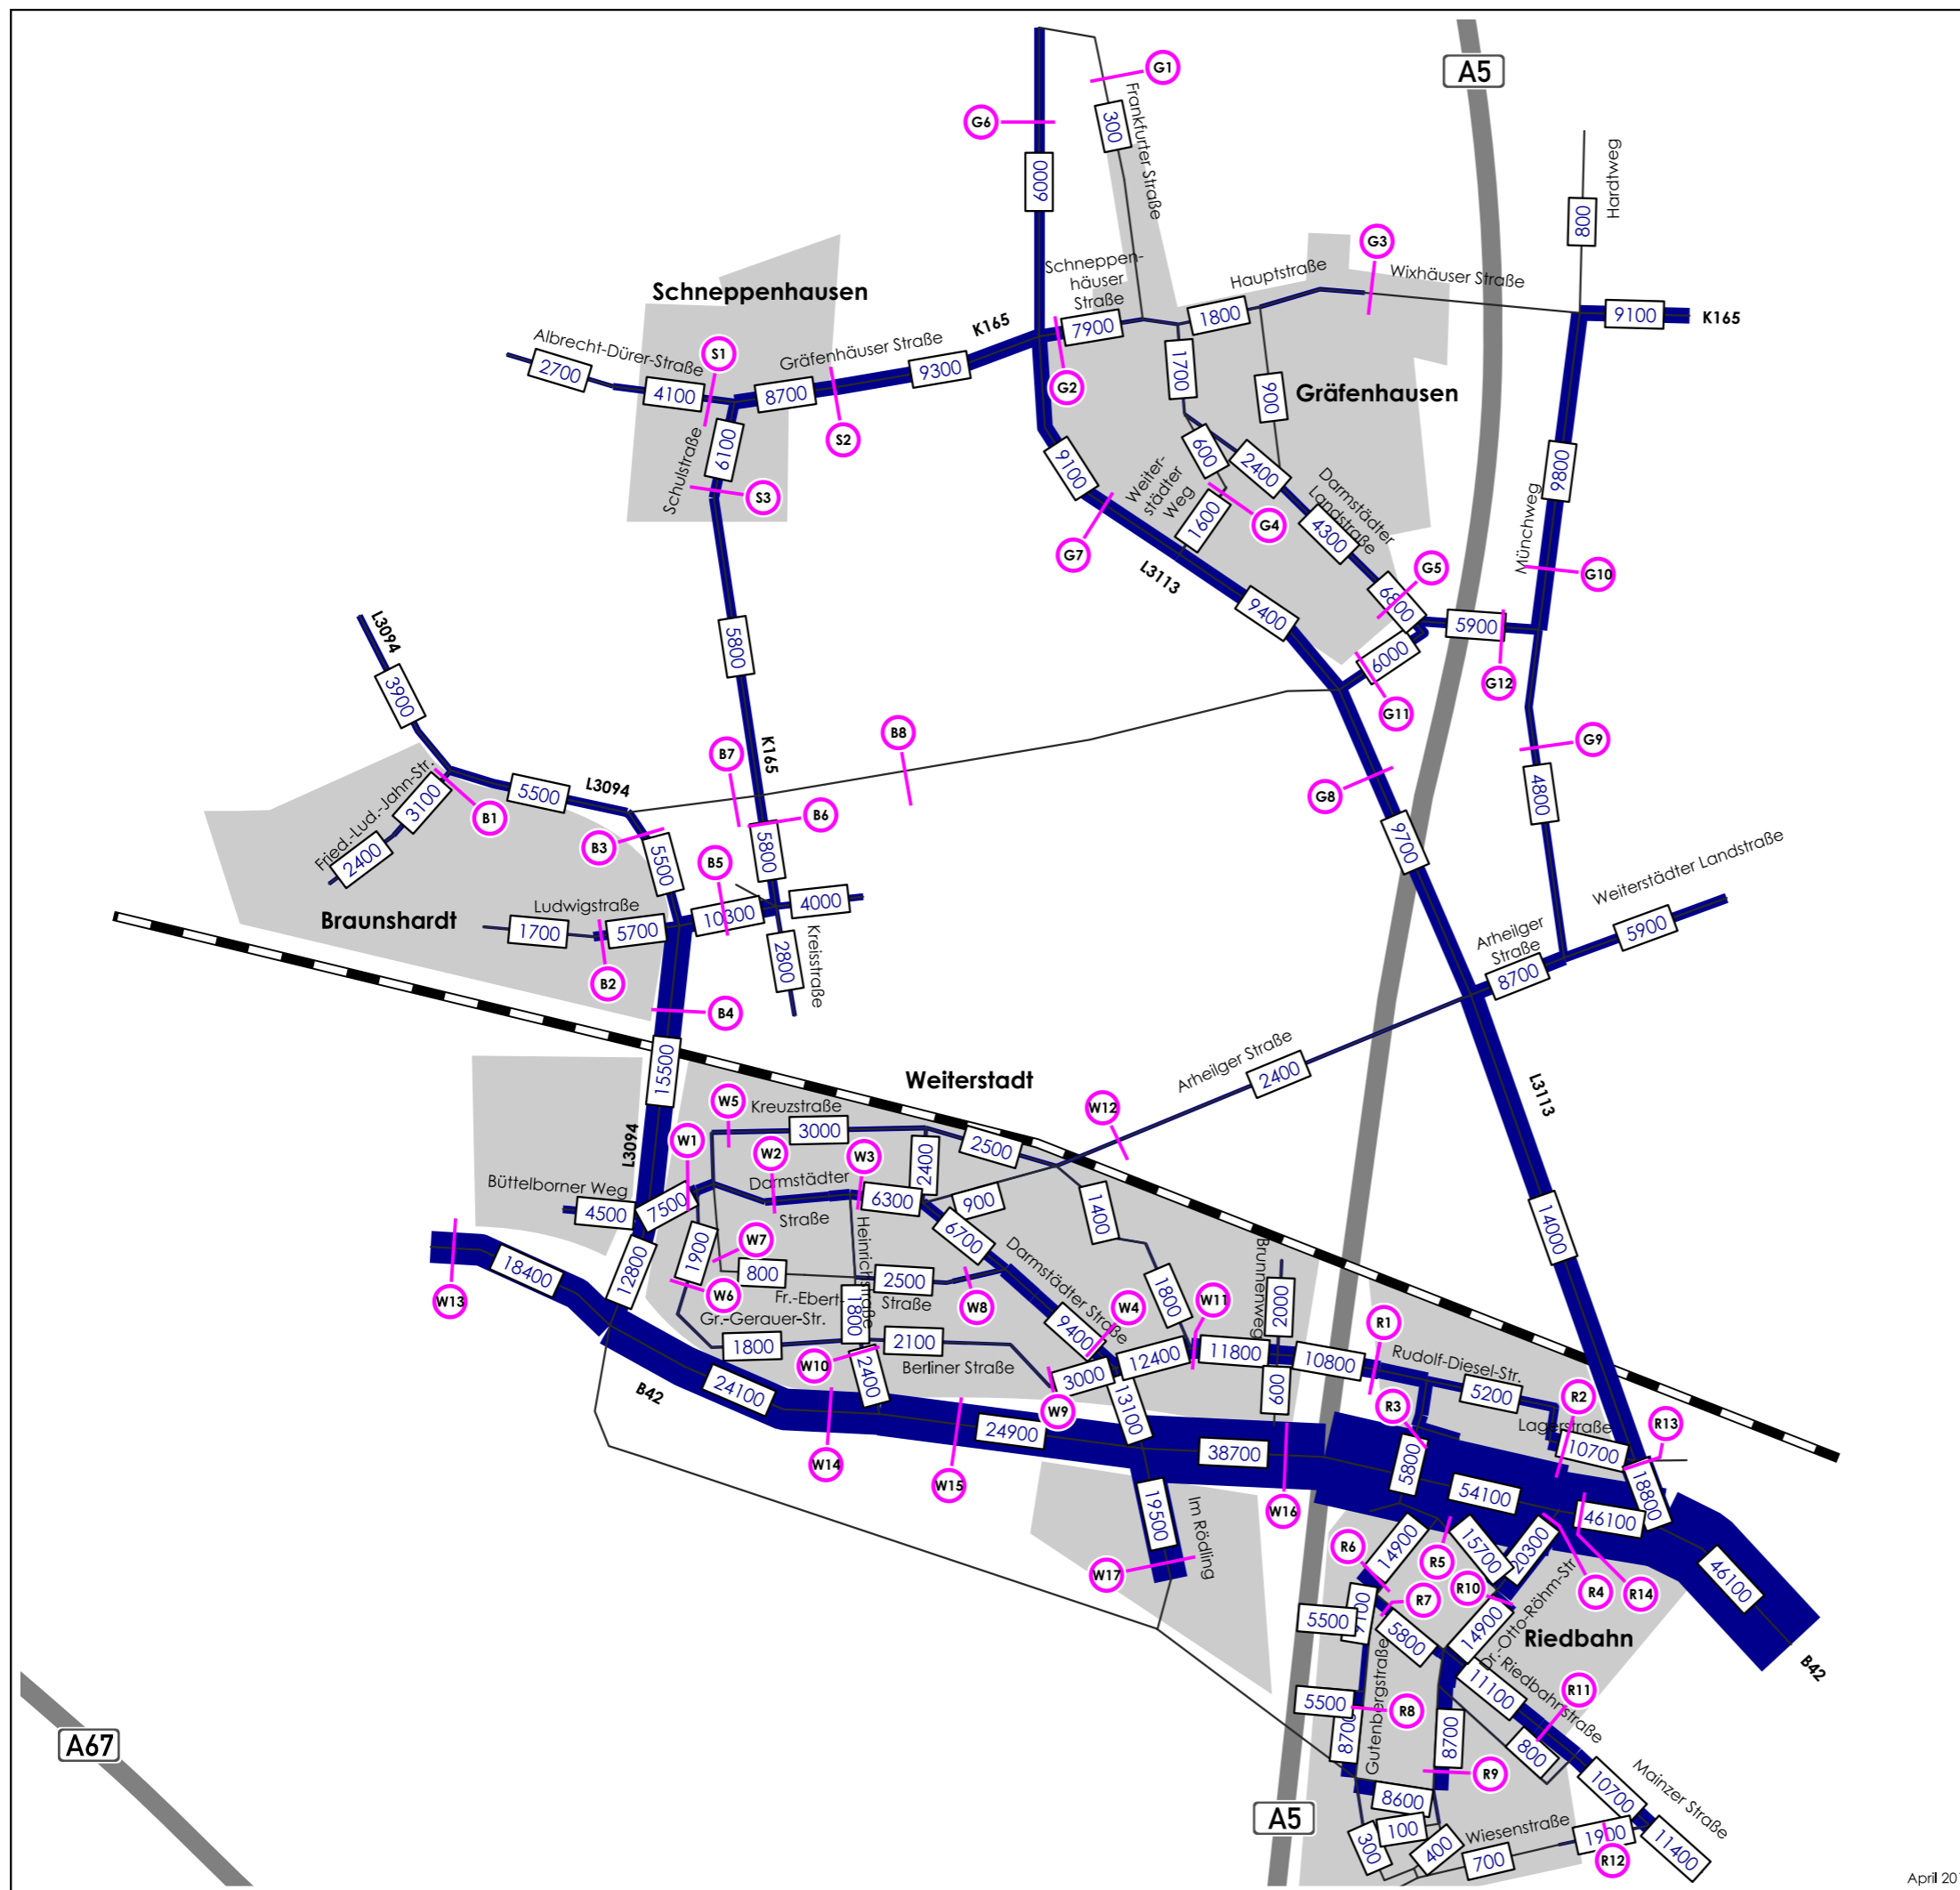 G1
A5
G6
300
Frankfurter Straße
Hardtweg
6000
800
G3
Schneppen-
häuser
Straße
Hauptstraße
Wixhäuser Straße
Schneppenhausen
K165
7900
1800
9100
K165
Albrecht-Dürer-Straße
S1
Gräfenhäuser Straße
2700
4100
8700
9300
1700
900
Gräfenhausen
G2
S2
6100
Schulstraße
S3
9100
Weiter-
städter
Weg
600
2400
Darmstädter
Landstraße
9800
Münchweg
1600
G4
4300
G7
G5
G10
L3113
9400
6800
5900
L3094
5800
6000
G12
3900
G11
B8
B7
K165
G9
Fried.-Lud.-Jahn-Str.
3100
B1
5500
L3094
G8
4800
B6
2400
B3
5500
B5
5800
9700
Weiterstädter Landstraße
Braunshardt
Ludwigstraße
1700
5700
10300
4000
Arheilger
Straße
5900
2800
Kreisstraße
8700
B2
B4
15500
Weiterstadt
Arheilger Straße
2400
L3113
W5
Kreuzstraße
W12
3000
W1
2500
L3094
W2
W3
2400
Büttelborner Weg
Darmstädter
4500
7500
6300
900
1400
Straße
Heinrichstraße
6700
14000
18400
12800
1900
W7
Darmstädter Straße
Brunnenweg
800
2500
W13
W6
Fr.-Ebert-
Straße
W8
1800
W4
W11
2000
Gr.-Gerauer-Str.
1800
R1
1800
2100
9400
W10
Berliner Straße
12400
11800
10800
Rudolf-Diesel-Str.
B42
24100
2400
3000
600
5200
W9
13100
R3
R2
Lagerstraße
R13
24900
38700
10700
W14
W15
5800
54100
18800
46100
W16
19500
Im Rödling
R6
14900
R5
15700
20300
W17
R10
R4
R14
46100
5500
9100
R7
14900
Dr.-Otto-Röhm-Str.
Riedbahn
5800
B42
Gutenbergstraße
11100
Riedbahnstraße
R11
5500
R8
8700
8700
800
A67
R9
Mainzer Straße
10700
A5
8600
100
Wiesenstraße
1900
300
400
700
R12
11400
April 20